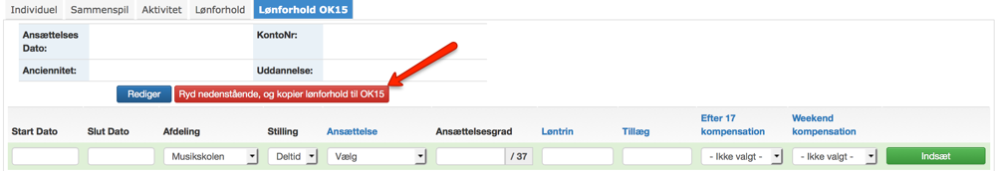 Individuel Sammenspil Aktivitet Lønforhold Lønforhold OK15
Ansættelses KontoNr:
Dato:
Anciennitet: Uddannelse:
Rediger Ryd nedenstående, og kopier lønforhold til OK15
Efter 17 Weekend
Start Dato Slut Dato Afdeling Stilling Ansættelse Ansættelsesgrad Løntrin Tillæg kompensation kompensation
Musikskolen Deltid Vælg / 37 - Ikke valgt - - Ikke valgt - Indsæt